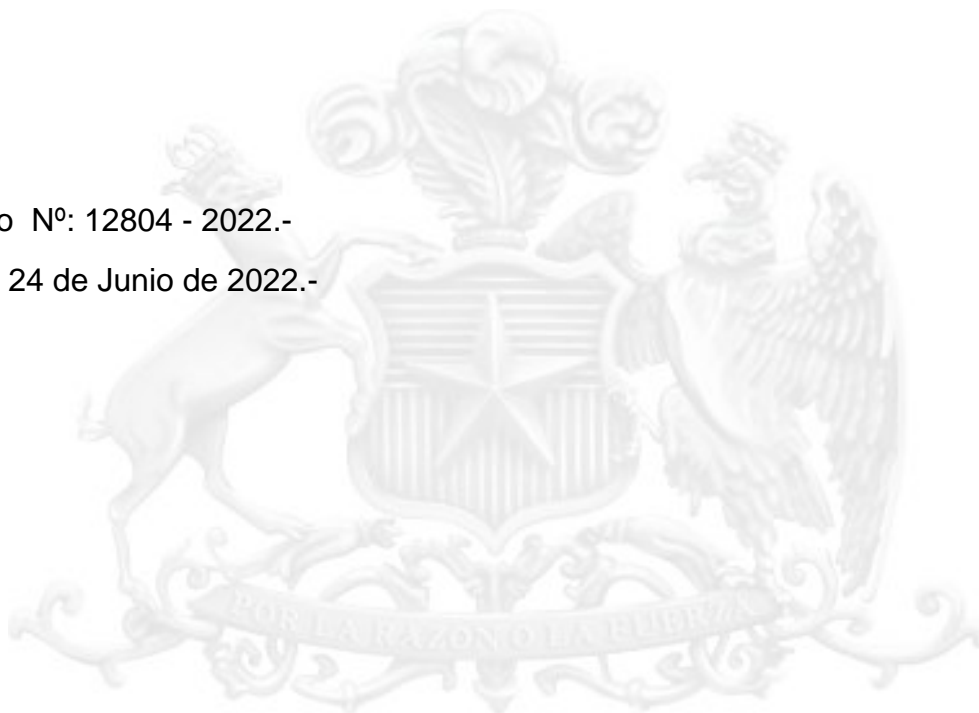 o Nº: 12804 - 2022.-
24 de Junio de 2022.-
POR LA RAZON O LA FUERZA